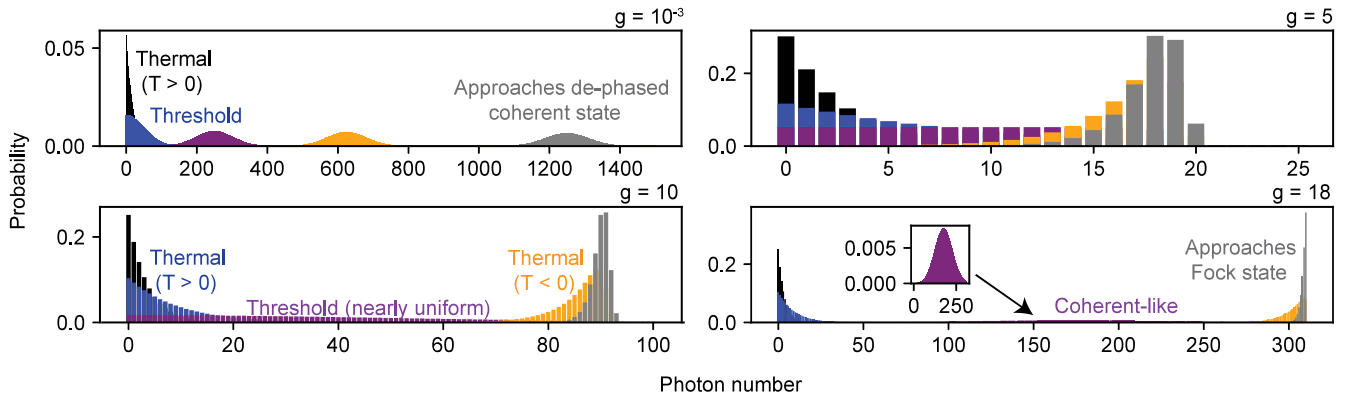 g = 10⁻³
0.05
0.00
Thermal
(T > 0)
Threshold
Approaches de-phased
coherent state
0 200 400 600 800 1000 1200 1400
g = 5
0.2
0.0
0 5 10 15 20 25
Probability
g = 10
0.2
0.0
Thermal
(T > 0)
Threshold (nearly uniform)
Thermal
(T < 0)
0 20 40 60 80 100
g = 18
0.2
0.0
0.005
0.000
0 250
Coherent-like
Approaches
Fock state
0 50 100 150 200 250 300
Photon number